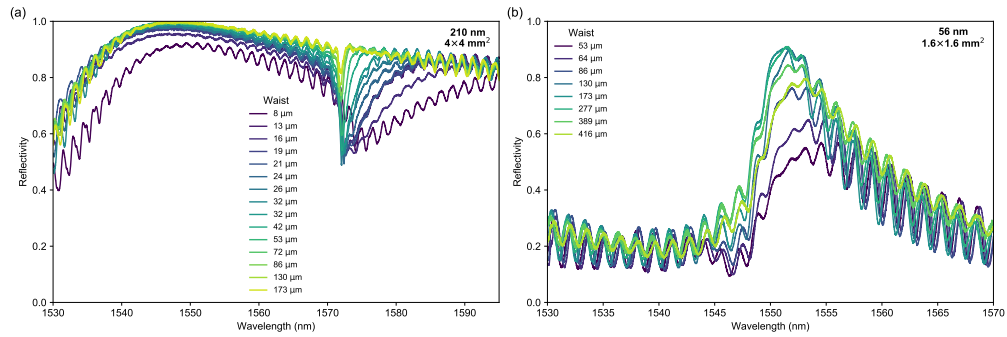 (a)
210 nm
4×4 mm²
Waist
8 μm
13 μm
16 μm
19 μm
21 μm
24 μm
26 μm
32 μm
32 μm
42 μm
53 μm
72 μm
86 μm
130 μm
173 μm
Reflectivity
1.0
0.8
0.6
0.4
0.2
0.0
1530 1540 1550 1560 1570 1580 1590
Wavelength (nm)
(b)
56 nm
1.6×1.6 mm²
Waist
53 μm
64 μm
86 μm
130 μm
173 μm
277 μm
389 μm
416 μm
Reflectivity
1.0
0.8
0.6
0.4
0.2
0.0
1530 1535 1540 1545 1550 1555 1560 1565 1570
Wavelength (nm)